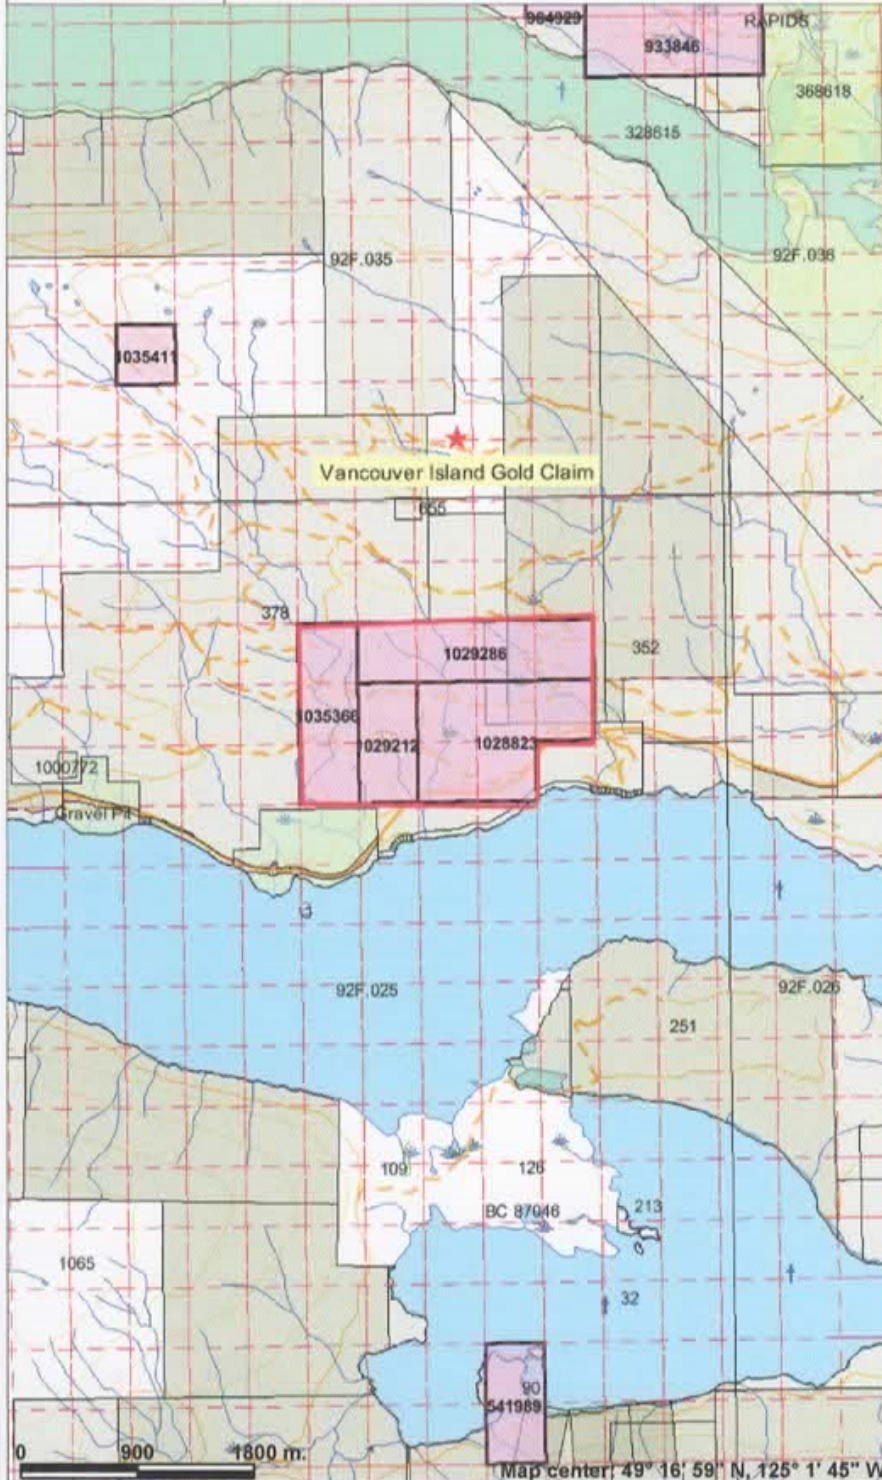 984929
RAPIDS
933846
368618
328615
92F.035
92F.036
1035411
Vancouver Island Gold Claim
655
378
352
1029286
1035366
1029212
1028823
1000772
Gravel Pit
92F.025
92F.026
251
109
126
BC 87046
213
1065
32
90
541989
0 900 1800 m.
Map center: 49° 16' 59" N, 125° 1' 45" W